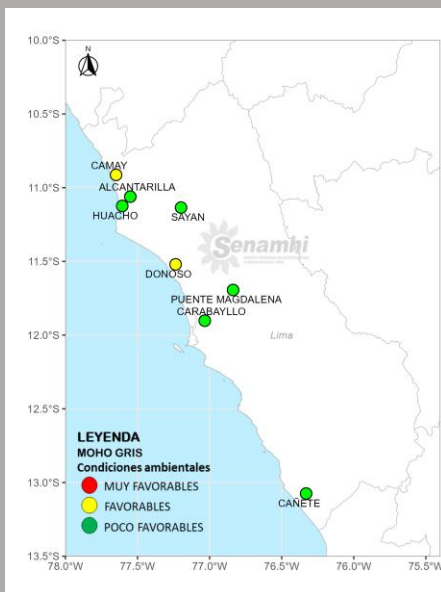 10.0°S
N
10.5°S
CAMAY
11.0°S
ALCANTARILLA
HUACHO
SAYAN
Senamhi
11.5°S
DONOSO
PUENTE MAGDALENA
CARABAYLLO
12.0°S
Lima
12.5°S
LEYENDA
MOHO GRIS
Condiciones ambientales
MUY FAVORABLES
FAVORABLES
POCO FAVORABLES
13.0°S
CAÑETE
13.5°S
78.0°W 77.5°W 77.0°W 76.5°W 76.0°W 75.5°W